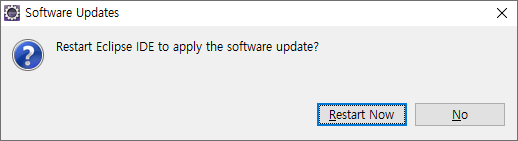 Software Updates
Restart Eclipse IDE to apply the software update?
Restart Now
No